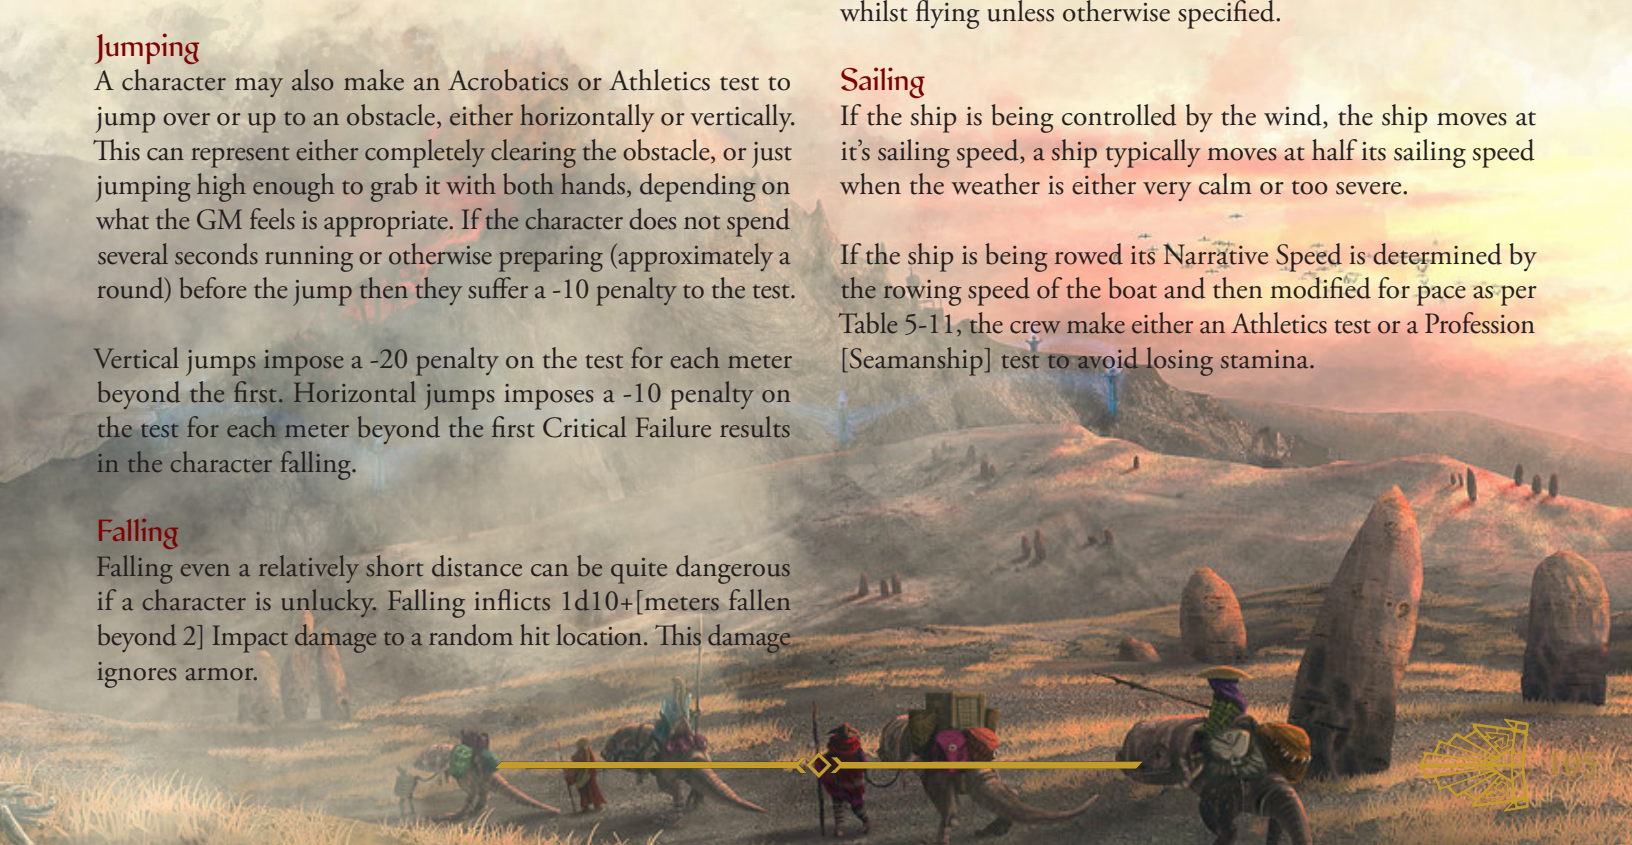 Jumping
A character may also make an Acrobatics or Athletics test to
jump over or up to an obstacle, either horizontally or vertically.
This can represent either completely clearing the obstacle, or just
jumping high enough to grab it with both hands, depending on
what the GM feels is appropriate. If the character does not spend
several seconds running or otherwise preparing (approximately a
round) before the jump then they suffer a -10 penalty to the test.
Vertical jumps impose a -20 penalty on the test for each meter
beyond the first. Horizontal jumps imposes a -10 penalty on
the test for each meter beyond the first Critical Failure results
in the character falling.
Falling
Falling even a relatively short distance can be quite dangerous
if a character is unlucky. Falling inflicts 1d10+[meters fallen
beyond 2] Impact damage to a random hit location. This damage
ignores armor.
whilst flying unless otherwise specified.
Sailing
If the ship is being controlled by the wind, the ship moves at
it's sailing speed, a ship typically moves at half its sailing speed
when the weather is either very calm or too severe.
If the ship is being rowed its Narrative Speed is determined by
the rowing speed of the boat and then modified for pace as per
Table 5-11, the crew make either an Athletics test or a Profession
[Seamanship] test to avoid losing stamina.